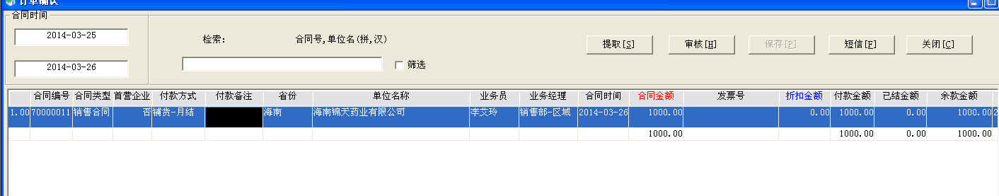 订单确认
合同时间
2014-03-25
2014-03-26
检索: 合同号,单位名(拼,汉)
筛选
提取[S] 审核[H] 保存[P] 短信[F] 关闭[C]
合同编号 合同类型 首营企业 付款方式 付款备注 省份 单位名称 业务员 业务经理 合同时间 合同金额 发票号 折扣金额 付款金额 已结金额 余款金额
1.00 70000011 销售合同 否 铺货-月结 海南 海南锦天药业有限公司 李艾玲 销售部-区域 2014-03-26 1000.00 0.00 1000.00 0.00 1000.00 2
1000.00 1000.00 0.00 1000.00